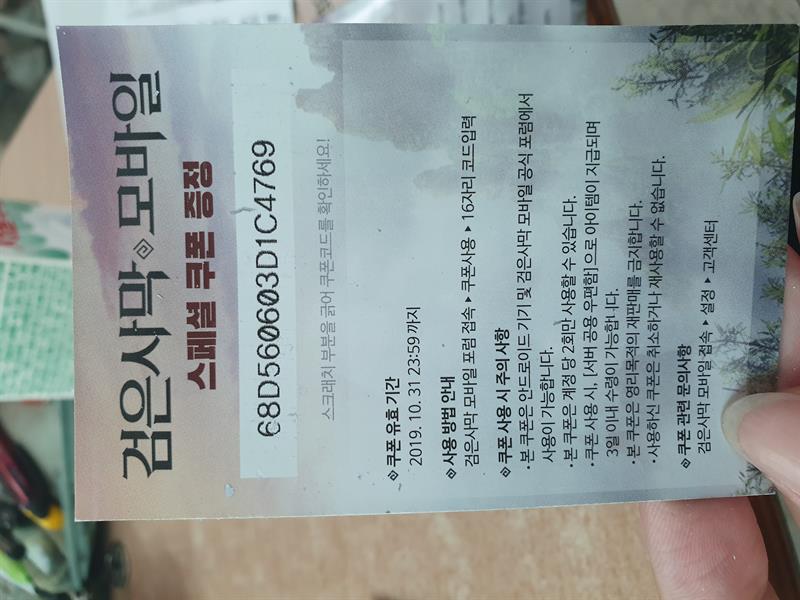 검은사막 모바일
스페셜 쿠폰 증정
68D560603D1C4769
스크래치 부분을 긁어 쿠폰코드를 확인하세요!
쿠폰 유효 기간
2019. 10. 31 23:59 까지
사용 방법 안내
검은사막 모바일 포럼 접속 ▸ 쿠폰사용 ▸ 16자리 코드입력
쿠폰 사용 시 주의 사항
• 본 쿠폰은 안드로이드 기기 및 검은사막 모바일 공식 포럼에서
사용이 가능합니다.
• 본 쿠폰은 계정 당 2회만 사용할 수 있습니다.
• 쿠폰 사용 시, [서버 공용 우편함] 으로 아이템이 지급되며
3일 이내 수령이 가능합니다.
• 본 쿠폰은 영리목적의 재판매를 금지합니다.
• 사용하신 쿠폰은 취소하거나 재사용할 수 없습니다.
쿠폰 관련 문의사항
검은사막 모바일 접속 ▸ 설정 ▸ 고객센터